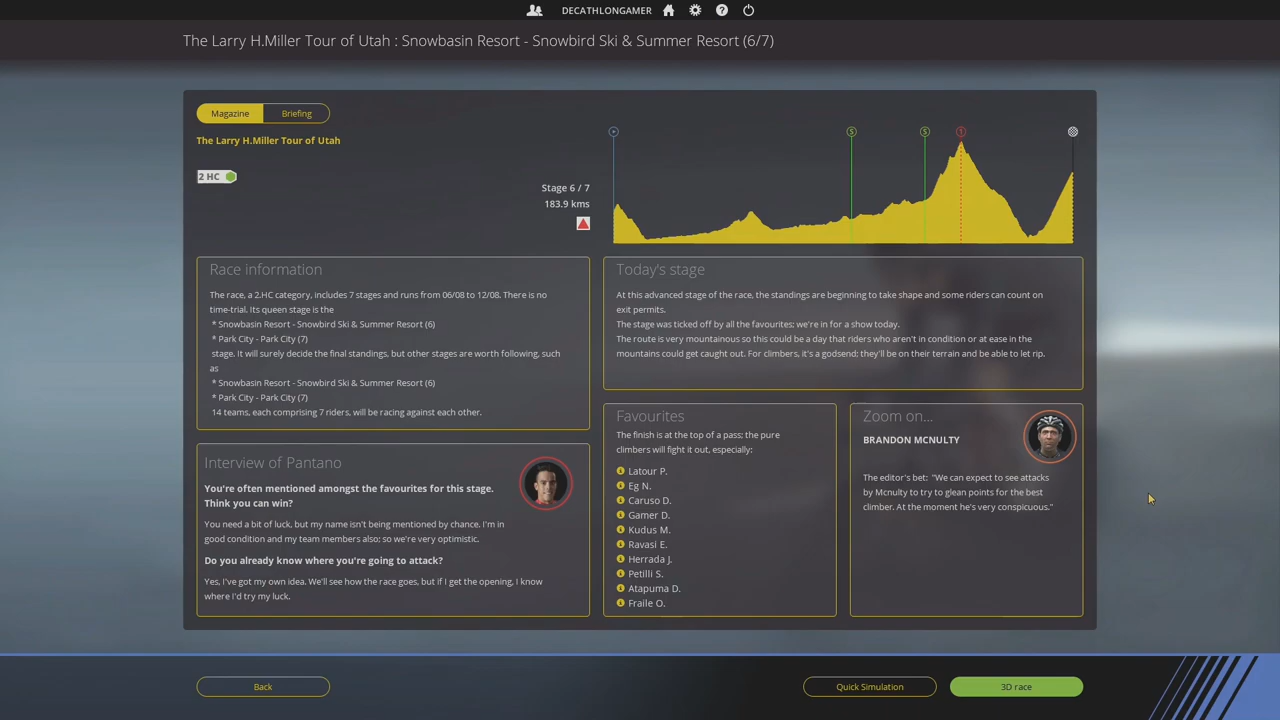 DECATHLONGAMER
The Larry H.Miller Tour of Utah : Snowbasin Resort - Snowbird Ski & Summer Resort (6/7)
Magazine
Briefing
The Larry H.Miller Tour of Utah
2 HC
Stage 6 / 7
183.9 kms
S
S
1
Race information
The race, a 2.HC category, includes 7 stages and runs from 06/08 to 12/08. There is no
time-trial. Its queen stage is the
* Snowbasin Resort - Snowbird Ski & Summer Resort (6)
* Park City - Park City (7)
stage. It will surely decide the final standings, but other stages are worth following, such
as
* Snowbasin Resort - Snowbird Ski & Summer Resort (6)
* Park City - Park City (7)
14 teams, each comprising 7 riders, will be racing against each other.
Today's stage
At this advanced stage of the race, the standings are beginning to take shape and some riders can count on
exit permits.
The stage was ticked off by all the favourites; we're in for a show today.
The route is very mountainous so this could be a day that riders who aren't in condition or at ease in the
mountains could get caught out. For climbers, it's a godsend; they'll be on their terrain and be able to let rip.
Interview of Pantano
You're often mentioned amongst the favourites for this stage.
Think you can win?
You need a bit of luck, but my name isn't being mentioned by chance. I'm in
good condition and my team members also; so we're very optimistic.
Do you already know where you're going to attack?
Yes, I've got my own idea. We'll see how the race goes, but if I get the opening, I know
where I'd try my luck.
Favourites
The finish is at the top of a pass; the pure
climbers will fight it out, especially:
Latour P.
Eg N.
Caruso D.
Gamer D.
Kudus M.
Ravasi E.
Herrada J.
Petilli S.
Atapuma D.
Fraile O.
Zoom on...
BRANDON MCNULTY
The editor's bet: "We can expect to see attacks
by Mcnulty to try to glean points for the best
climber. At the moment he's very conspicuous."
Back
Quick Simulation
3D race